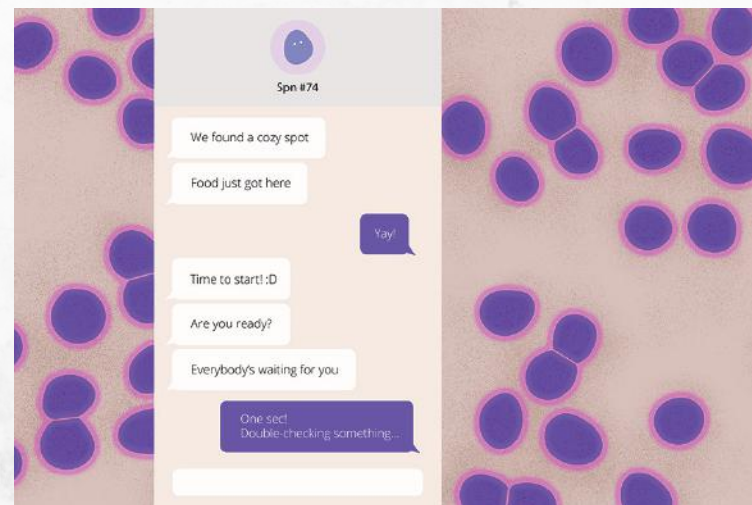 Spn #74
We found a cozy spot
Food just got here
Yay!
Time to start! :D
Are you ready?
Everybody's waiting for you
One sec!
Double-checking something...